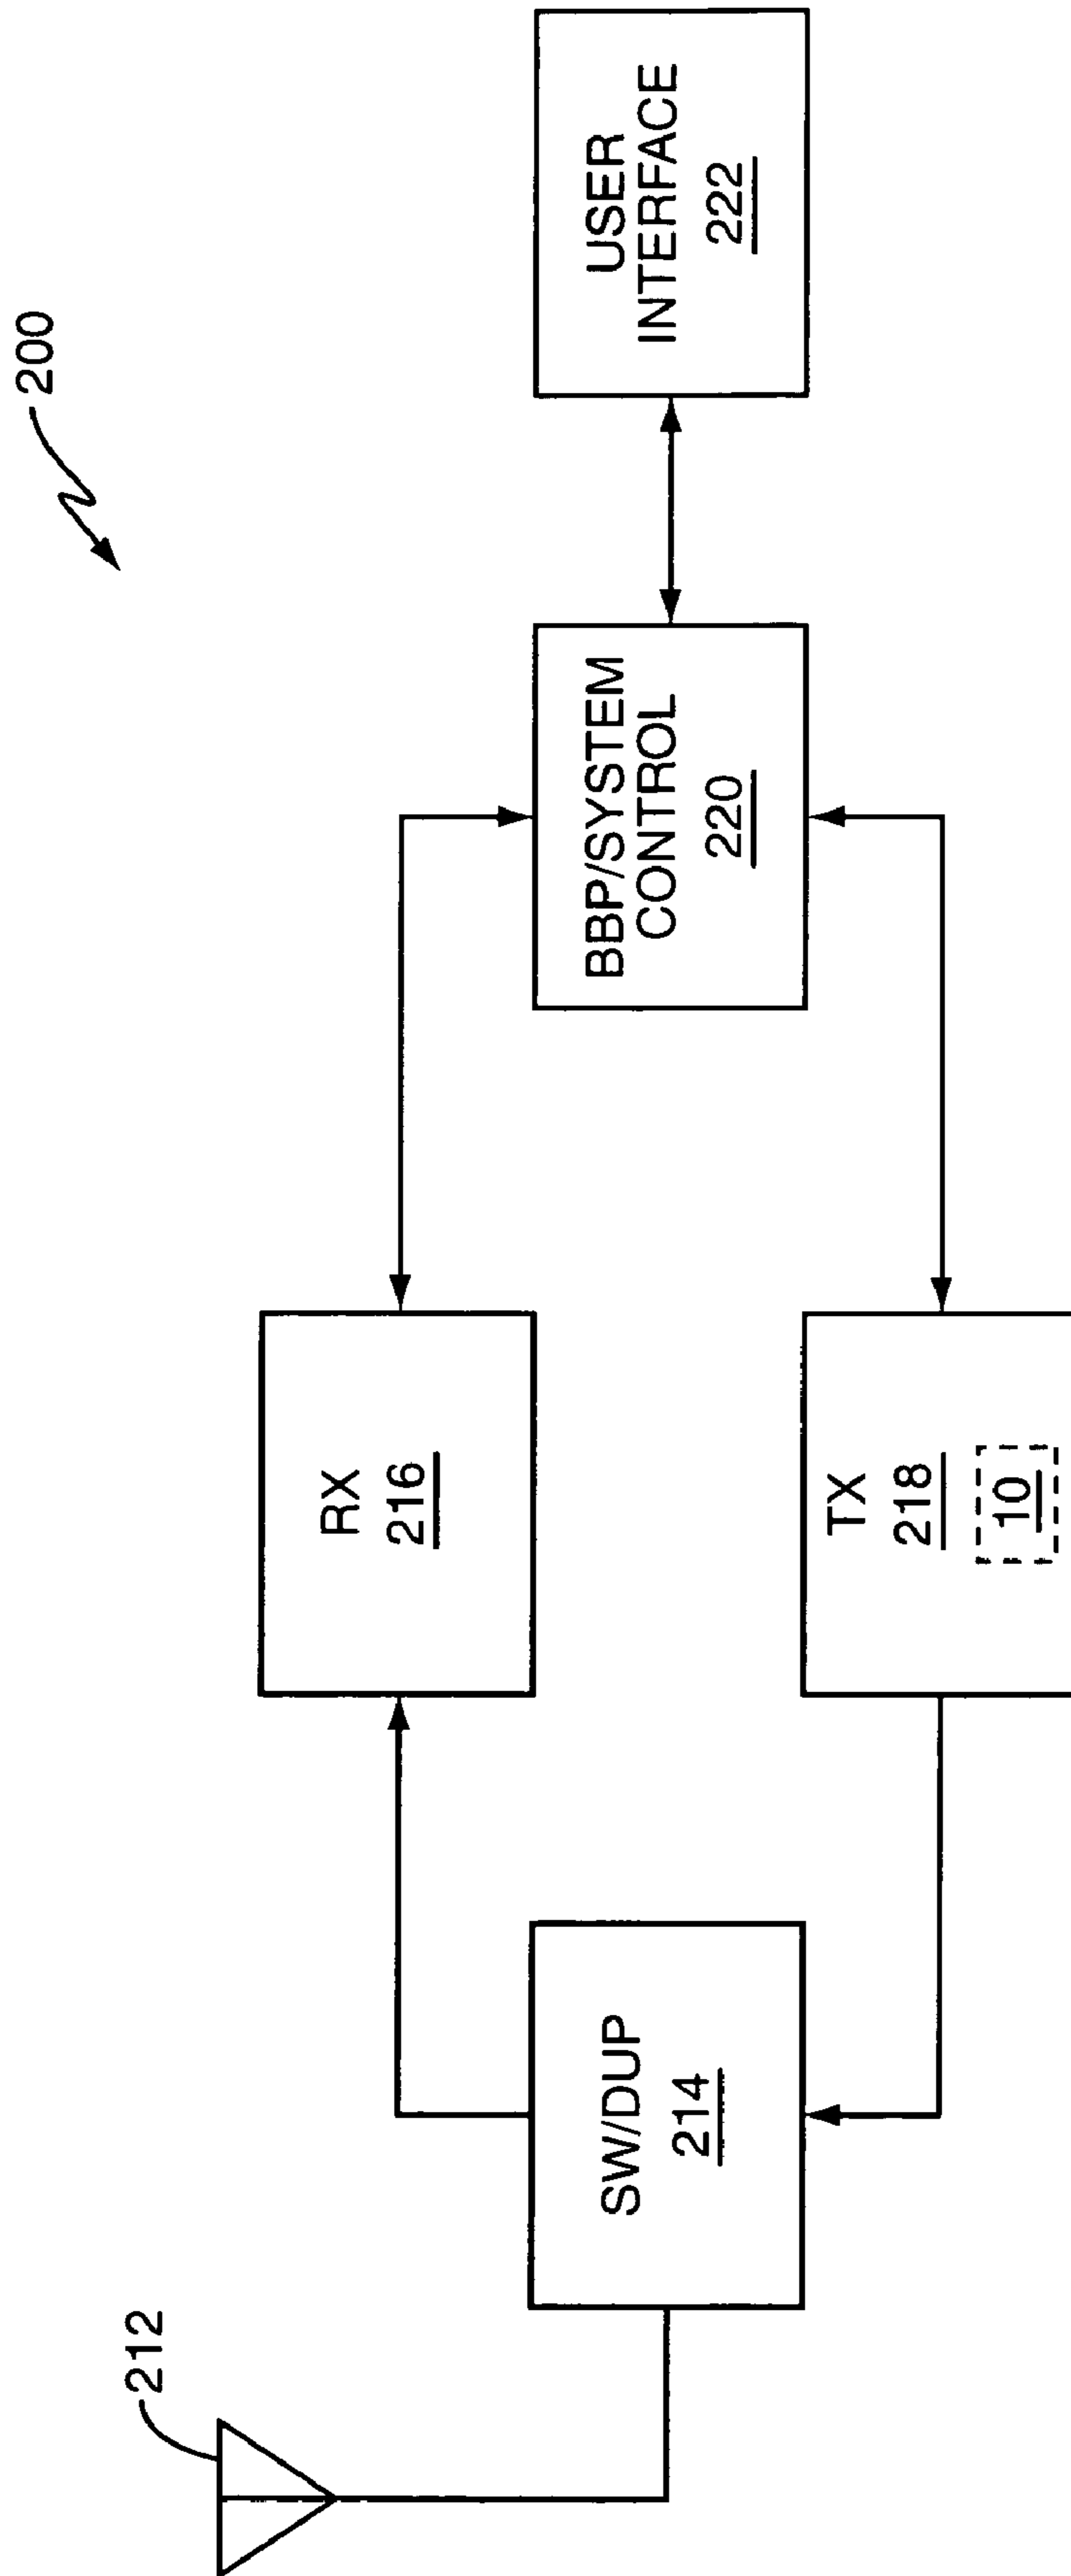 200
212
SW/DUP
214
RX
216
TX
218
10
BBP/SYSTEM
CONTROL
220
USER
INTERFACE
222